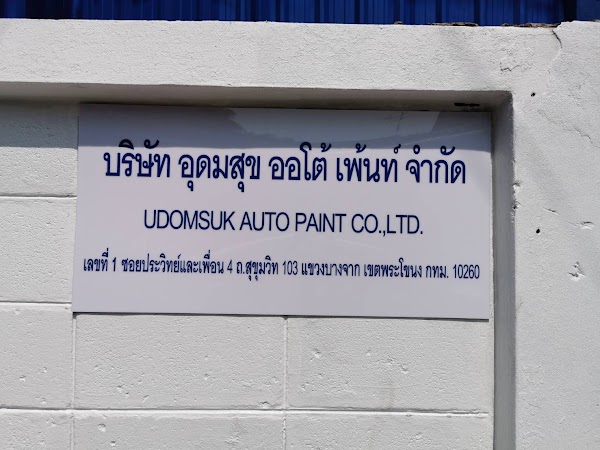 บริษัท อุดมสุข ออโต้ เพ้นท์ จำกัด
UDOMSUK AUTO PAINT CO.,LTD.
เลขที่ 1 ซอยประวิทย์และเพื่อน 4 ถ.สุขุมวิท 103 แขวงบางจาก เขตพระโขนง กทม. 10260